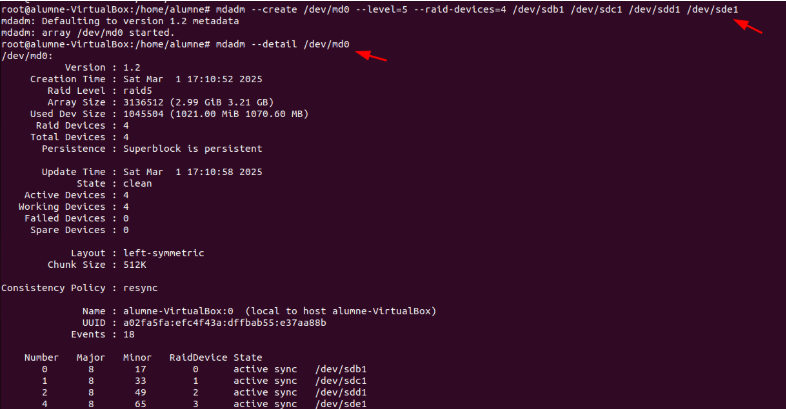 root@alumne-VirtualBox:/home/alumne# mdadm --create /dev/md0 --level=5 --raid-devices=4 /dev/sdb1 /dev/sdc1 /dev/sdd1 /dev/sde1
mdadm: Defaulting to version 1.2 metadata
mdadm: array /dev/md0 started.
root@alumne-VirtualBox:/home/alumne# mdadm --detail /dev/md0
/dev/md0:
Version : 1.2
Creation Time : Sat Mar  1 17:10:52 2025
Raid Level : raid5
Array Size : 3136512 (2.99 GiB 3.21 GB)
Used Dev Size : 1045504 (1021.00 MiB 1070.60 MB)
Raid Devices : 4
Total Devices : 4
Persistence : Superblock is persistent
Update Time : Sat Mar  1 17:10:58 2025
State : clean
Active Devices : 4
Working Devices : 4
Failed Devices : 0
Spare Devices : 0
Layout : left-symmetric
Chunk Size : 512K
Consistency Policy : resync
Name : alumne-VirtualBox:0  (local to host alumne-VirtualBox)
UUID : a02fa5fa:efc4f43a:dffbab55:e37aa88b
Events : 18
Number   Major   Minor   RaidDevice State
0       8       17        0      active sync   /dev/sdb1
1       8       33        1      active sync   /dev/sdc1
2       8       49        2      active sync   /dev/sdd1
4       8       65        3      active sync   /dev/sde1